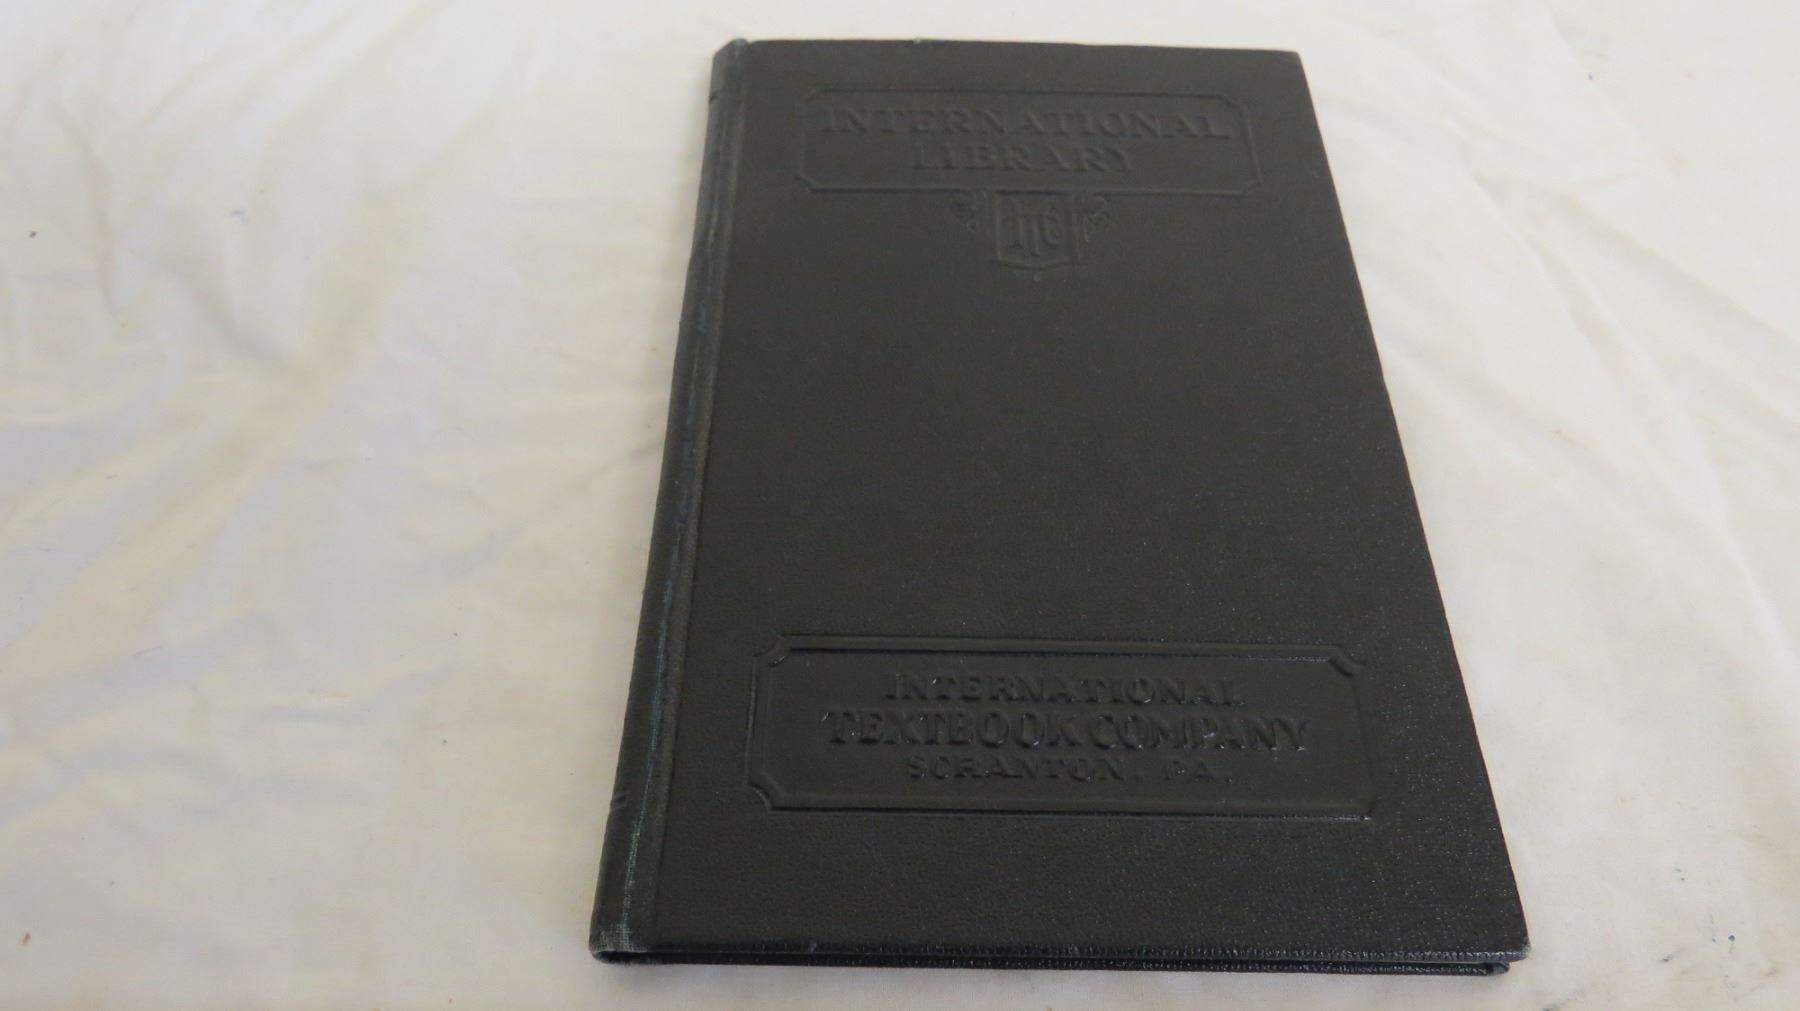 INTERNATIONAL
LIBRARY
ITC
INTERNATIONAL
TEXTBOOK COMPANY
SCRANTON, PA.